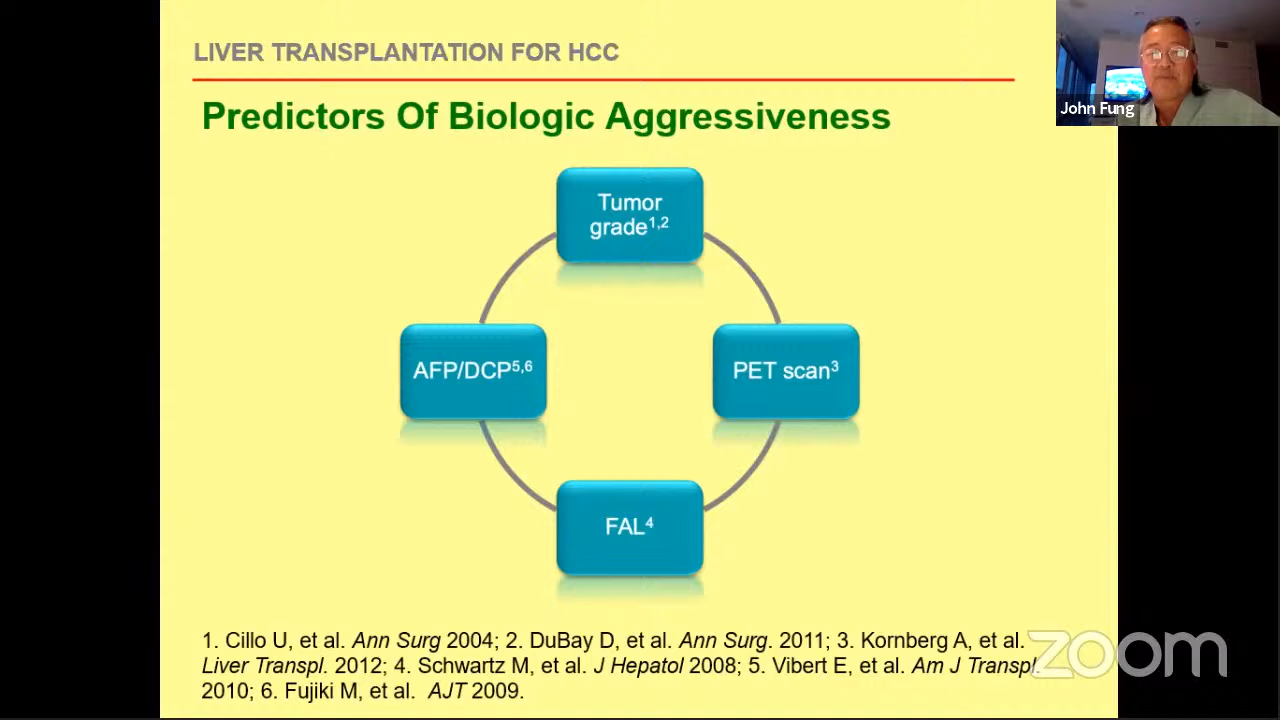 LIVER TRANSPLANTATION FOR HCC
John Fung
Predictors Of Biologic Aggressiveness
Tumor
grade1,2
AFP/DCP5,6
PET scan3
FAL4
1. Cillo U, et al. Ann Surg 2004; 2. DuBay D, et al. Ann Surg. 2011; 3. Kornberg A, et al.
Liver Transpl. 2012; 4. Schwartz M, et al. J Hepatol 2008; 5. Vibert E, et al. Am J Transpl.
2010; 6. Fujiki M, et al. AJT 2009.
zoom